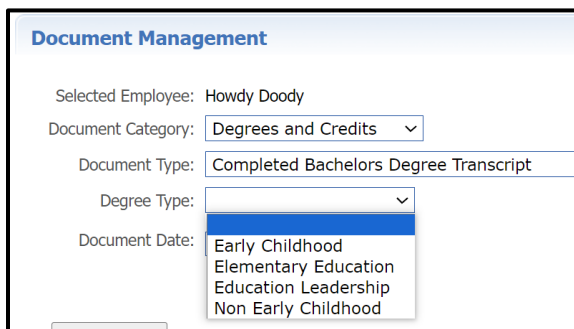 Document Management
Selected Employee: Howdy Doody
Document Category: Degrees and Credits
Document Type: Completed Bachelors Degree Transcript
Degree Type:
Document Date:
Early Childhood
Elementary Education
Education Leadership
Non Early Childhood